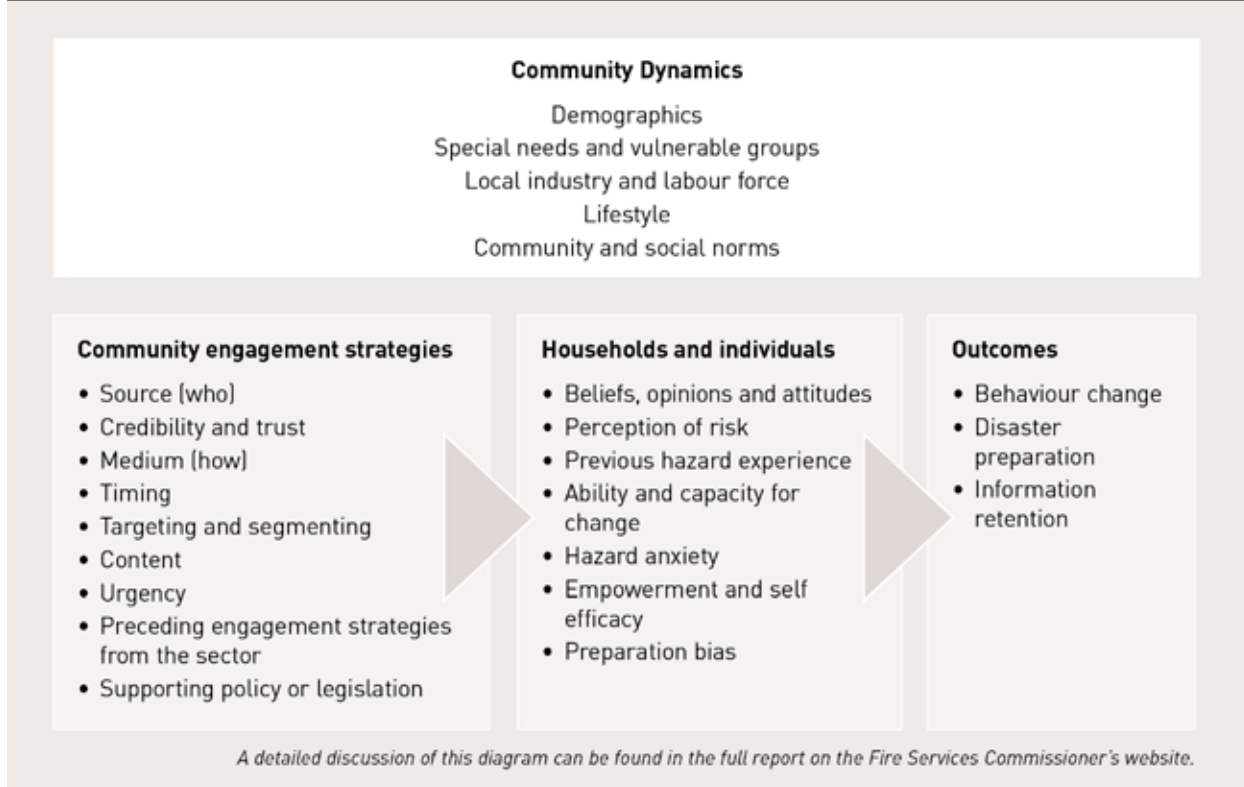 Community Dynamics
Demographics
Special needs and vulnerable groups
Local industry and labour force
Lifestyle
Community and social norms
Community engagement strategies
• Source (who)
• Credibility and trust
• Medium (how)
• Timing
• Targeting and segmenting
• Content
• Urgency
• Preceding engagement strategies
from the sector
• Supporting policy or legislation
Households and individuals
• Beliefs, opinions and attitudes
• Perception of risk
• Previous hazard experience
• Ability and capacity for
change
• Hazard anxiety
• Empowerment and self
efficacy
• Preparation bias
Outcomes
• Behaviour change
• Disaster
preparation
• Information
retention
A detailed discussion of this diagram can be found in the full report on the Fire Services Commissioner's website.